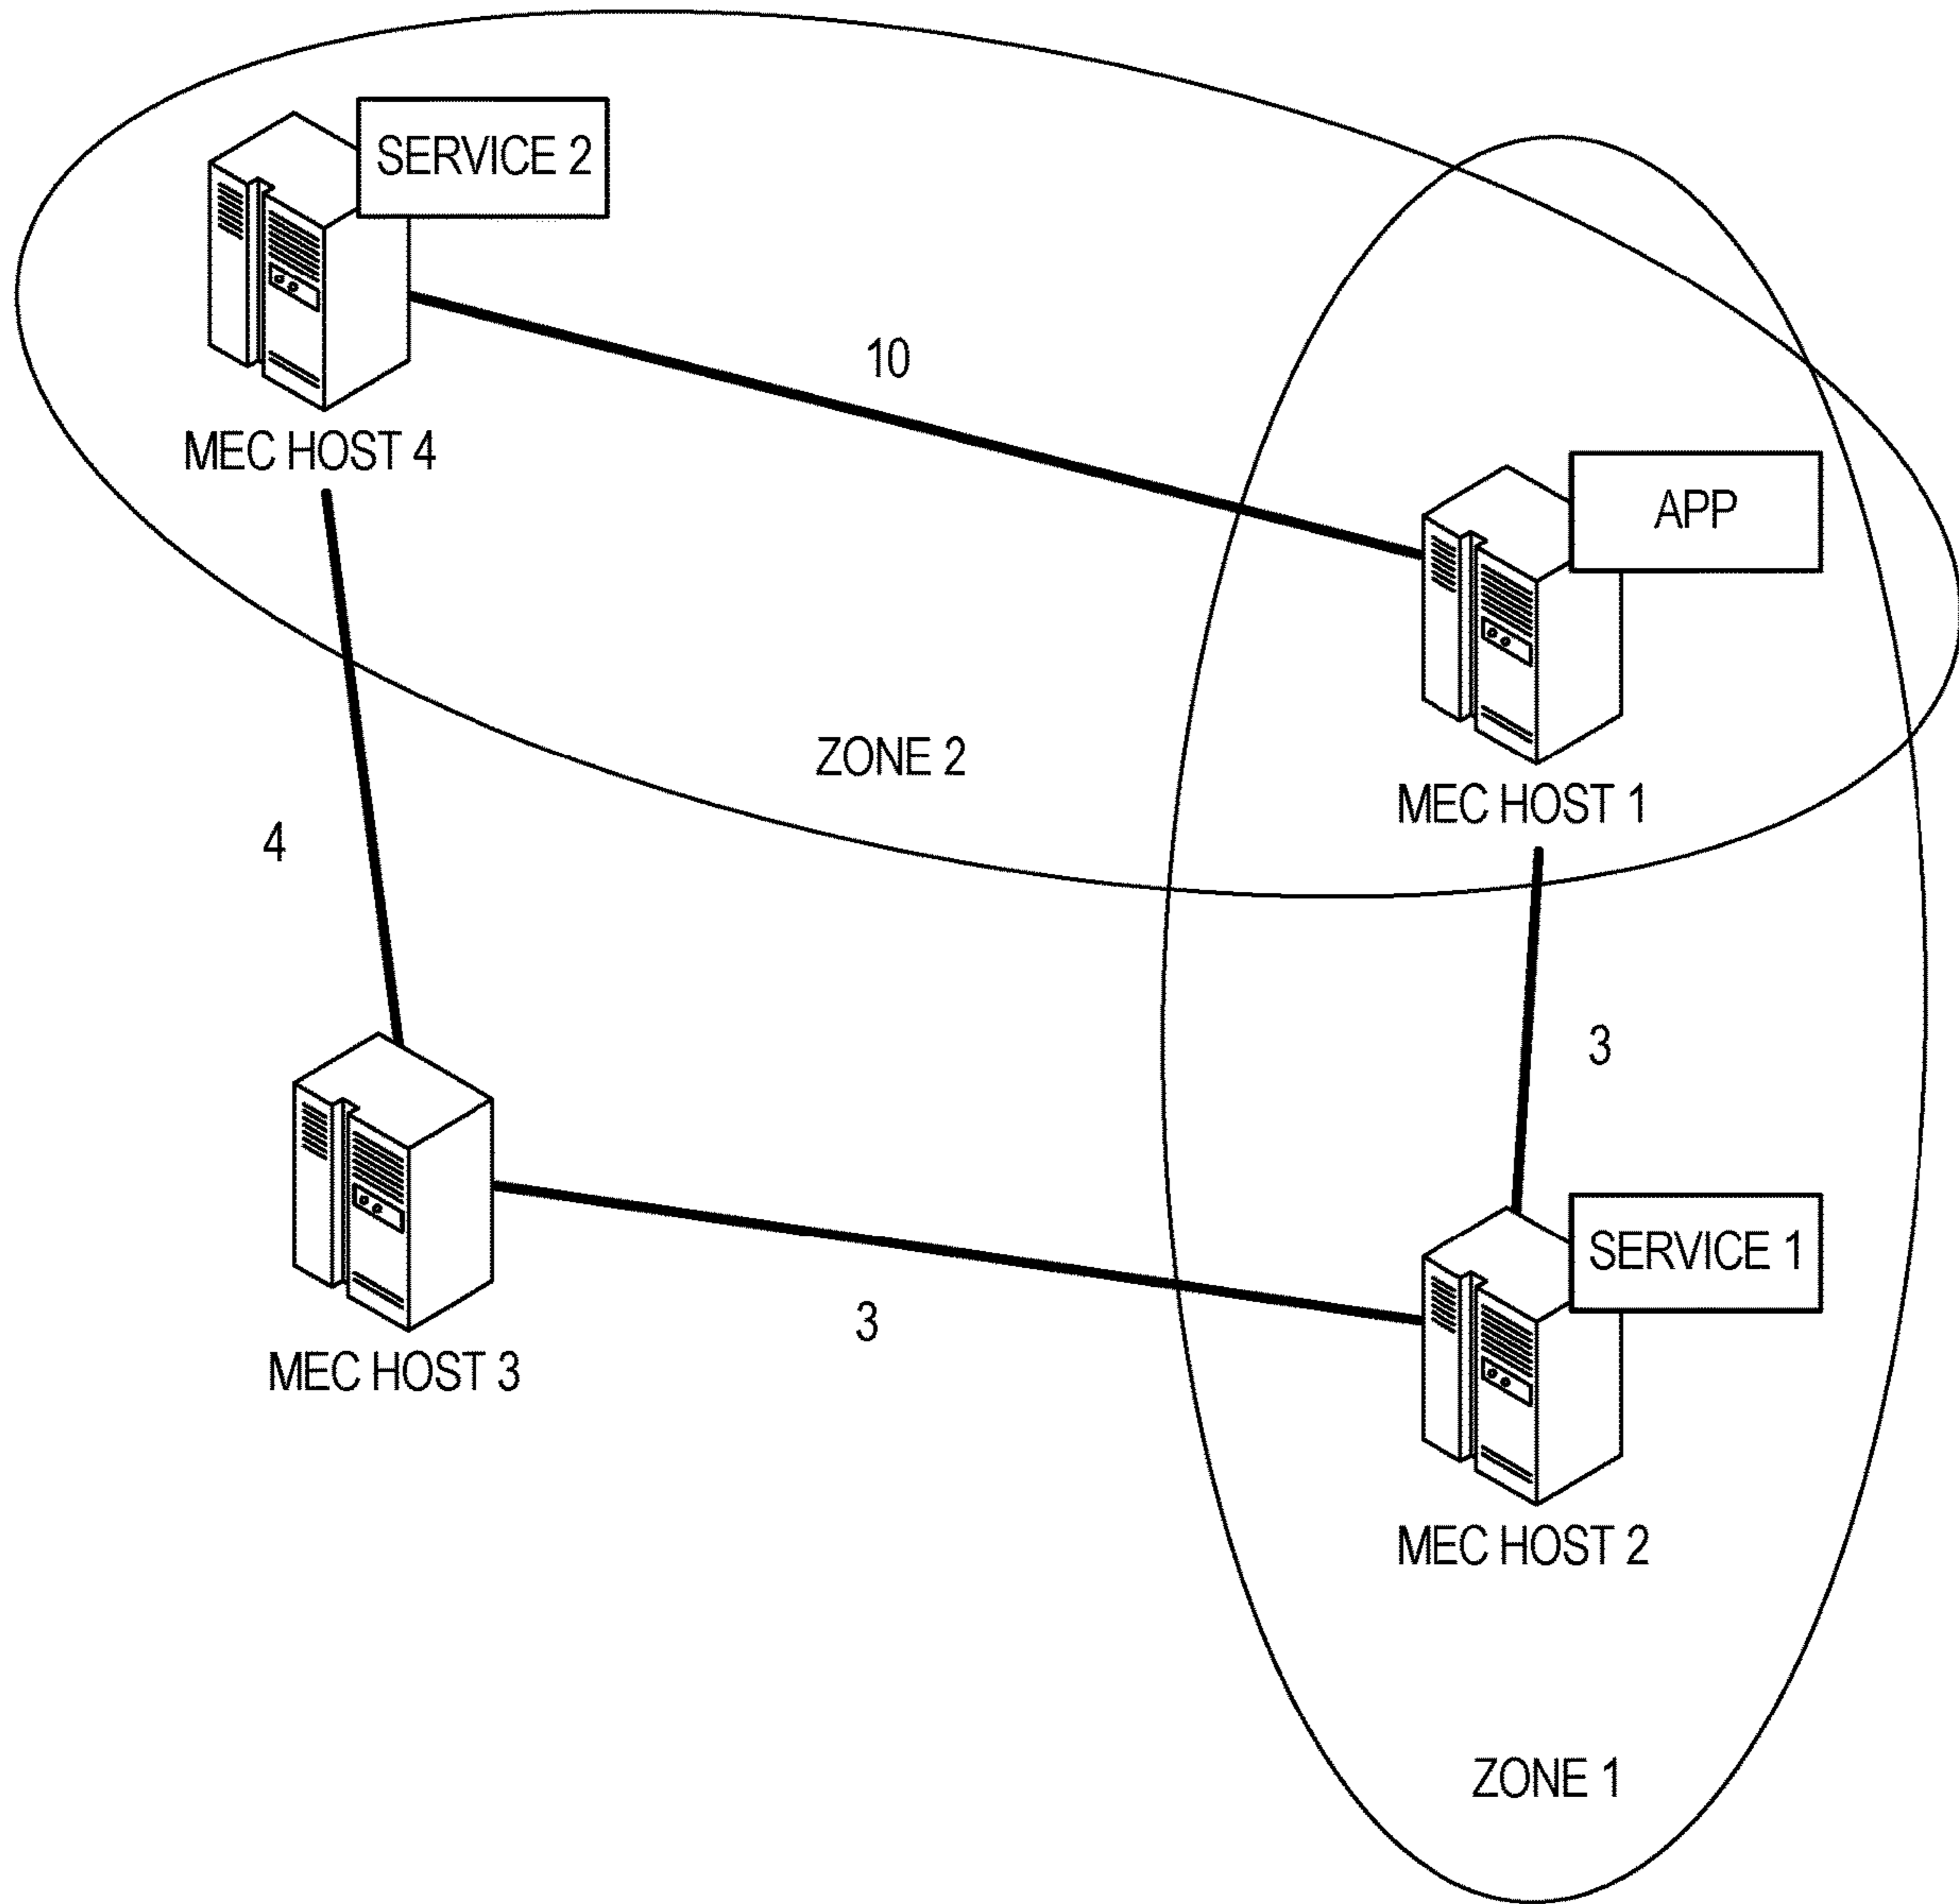 SERVICE 2
10
MEC HOST 4
APP
ZONE 2
MEC HOST 1
4
3
SERVICE 1
3
MEC HOST 3
MEC HOST 2
ZONE 1